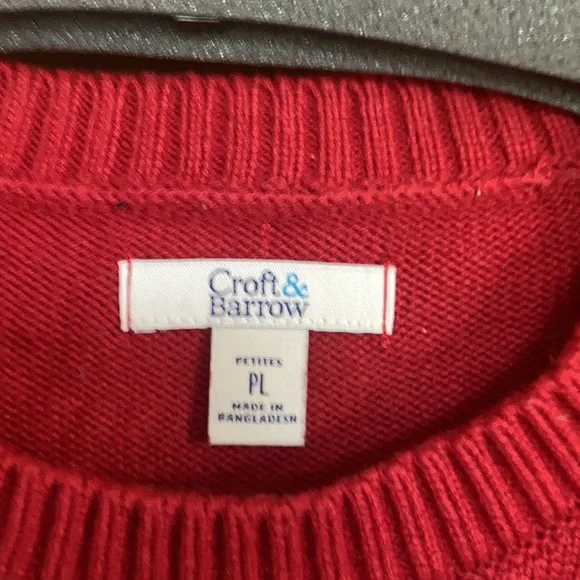 Croft&
Barrow
PETITES
PL
MADE IN
BANGLADESH